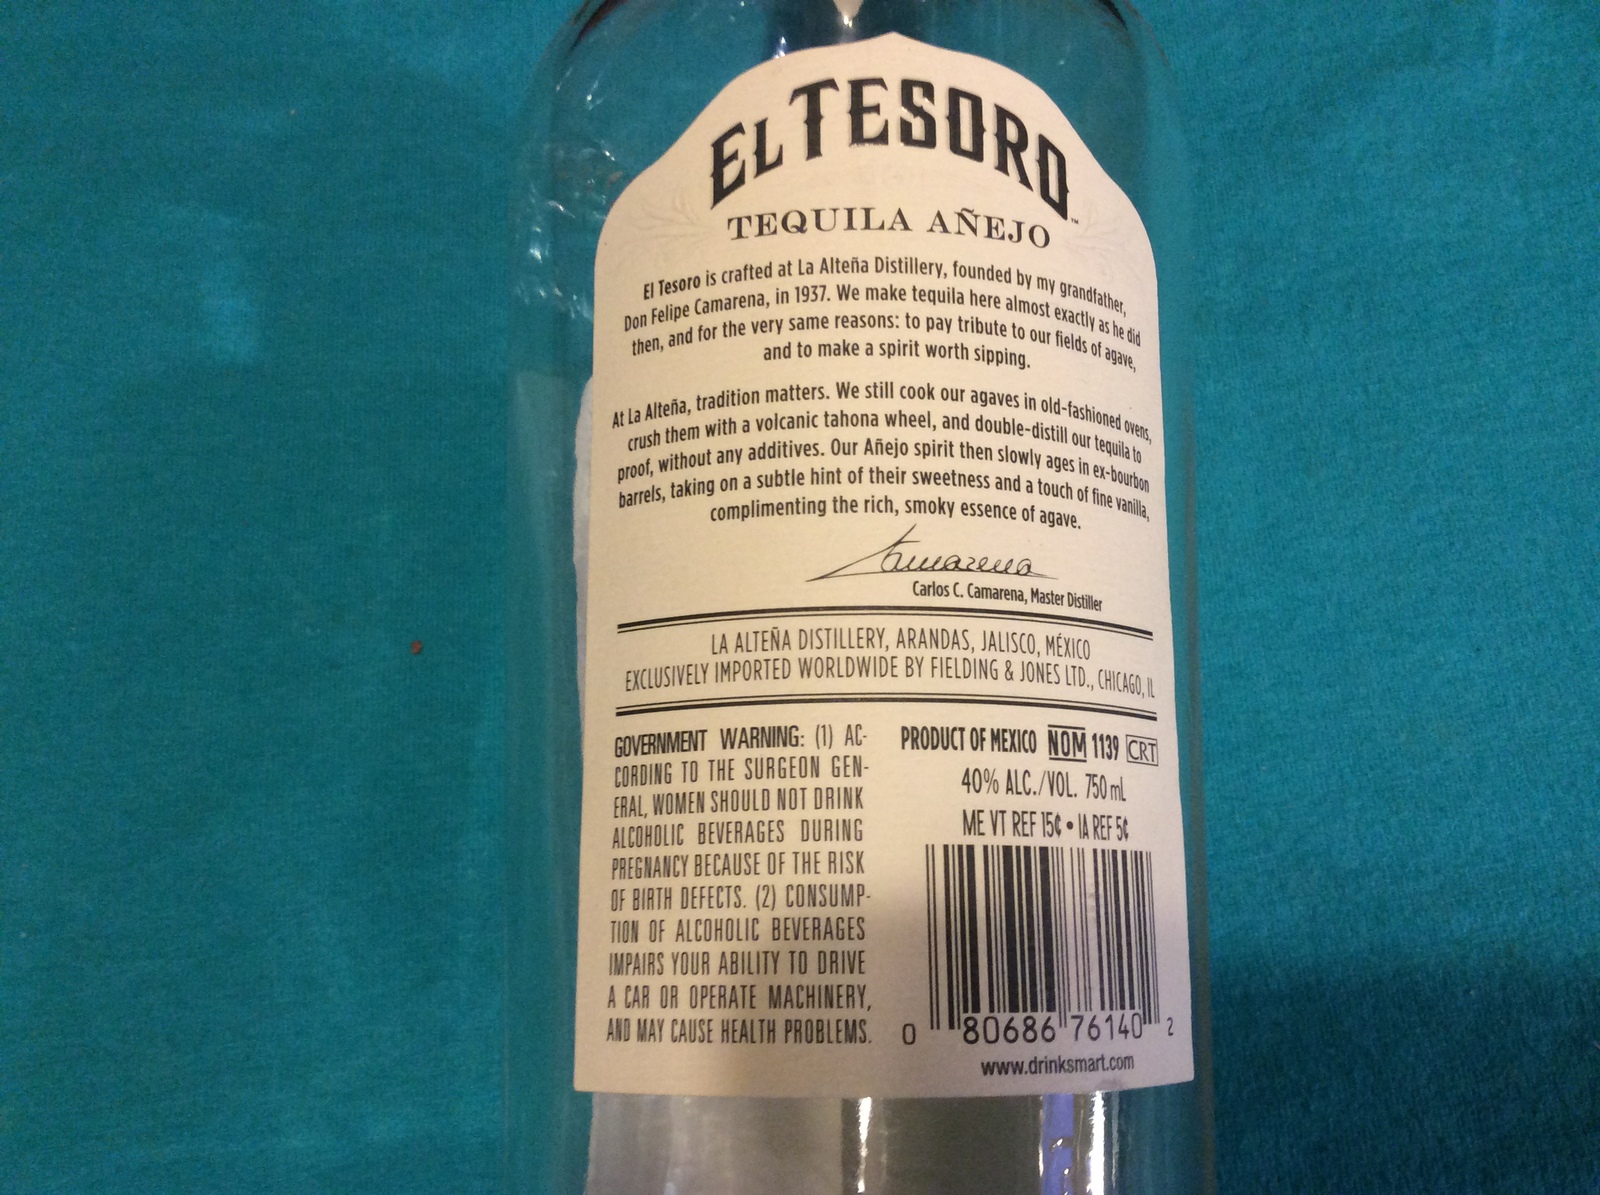 EL TESORO™
TEQUILA AÑEJO
El Tesoro is crafted at La Alteña Distillery, founded by my grandfather,
Don Felipe Camarena, in 1937. We make tequila here almost exactly as he did
then, and for the very same reasons: to pay tribute to our fields of agave,
and to make a spirit worth sipping.
At La Alteña, tradition matters. We still cook our agaves in old-fashioned ovens,
crush them with a volcanic tahona wheel, and double-distill our tequila to
proof, without any additives. Our Añejo spirit then slowly ages in ex-bourbon
barrels, taking on a subtle hint of their sweetness and a touch of fine vanilla,
complimenting the rich, smoky essence of agave.
Camarena
Carlos C. Camarena, Master Distiller
LA ALTEÑA DISTILLERY, ARANDAS, JALISCO, MÉXICO
EXCLUSIVELY IMPORTED WORLDWIDE BY FIELDING & JONES LTD., CHICAGO, IL
GOVERNMENT WARNING: (1) AC-
CORDING TO THE SURGEON GEN-
ERAL, WOMEN SHOULD NOT DRINK
ALCOHOLIC BEVERAGES DURING
PREGNANCY BECAUSE OF THE RISK
OF BIRTH DEFECTS. (2) CONSUMP-
TION OF ALCOHOLIC BEVERAGES
IMPAIRS YOUR ABILITY TO DRIVE
A CAR OR OPERATE MACHINERY,
AND MAY CAUSE HEALTH PROBLEMS.
PRODUCT OF MEXICO NOM 1139 CRT
40% ALC./VOL. 750 mL
ME VT REF 15¢ • IA REF 5¢
0 80686 76140 2
www.drinksmart.com